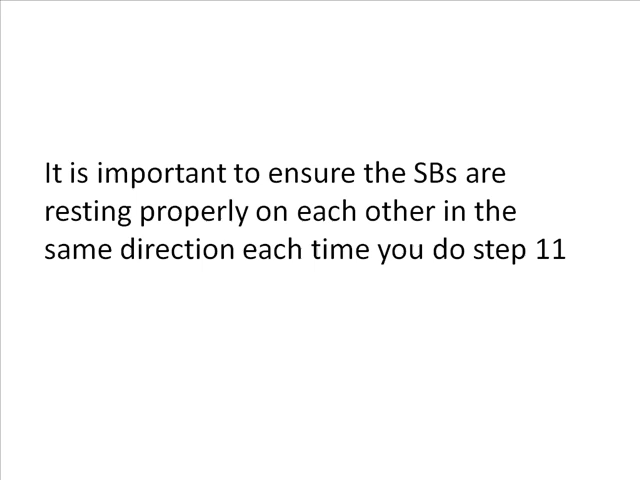 It is important to ensure the SBs are
resting properly on each other in the
same direction each time you do step 11